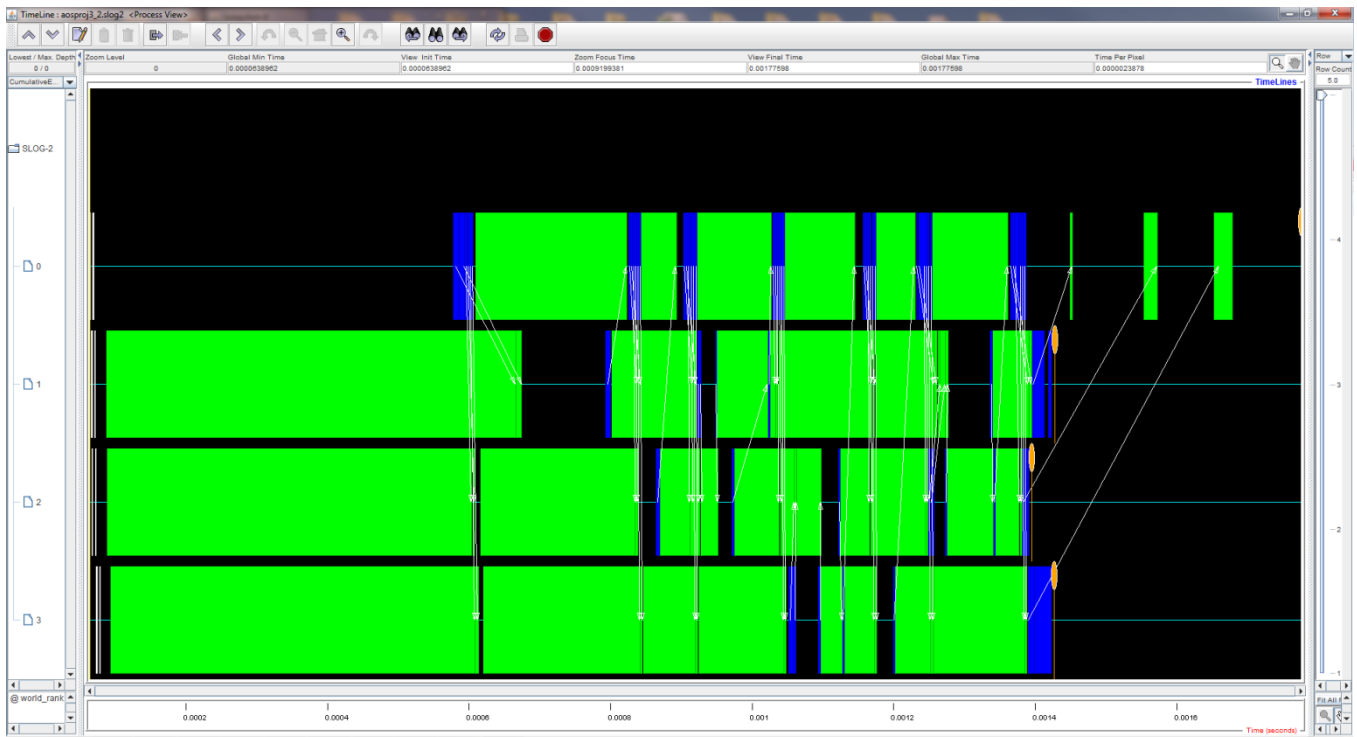 TimeLine : aosproj3_2.slog2 <Process View>
Lowest / Max. Depth
0 / 0
Zoom Level
0
Global Min Time
0.0000638962
View Init Time
0.0000638962
Zoom Focus Time
0.0009199381
View Final Time
0.00177598
Global Max Time
0.00177598
Time Per Pixel
0.0000023878
Row
Row Count
5.0
CumulativeE...
TimeLines
SLOG-2
0
1
2
3
4
3
2
1
@ world_rank
Fit All
0.0002 0.0004 0.0006 0.0008 0.001 0.0012 0.0014 0.0016
Time (seconds)